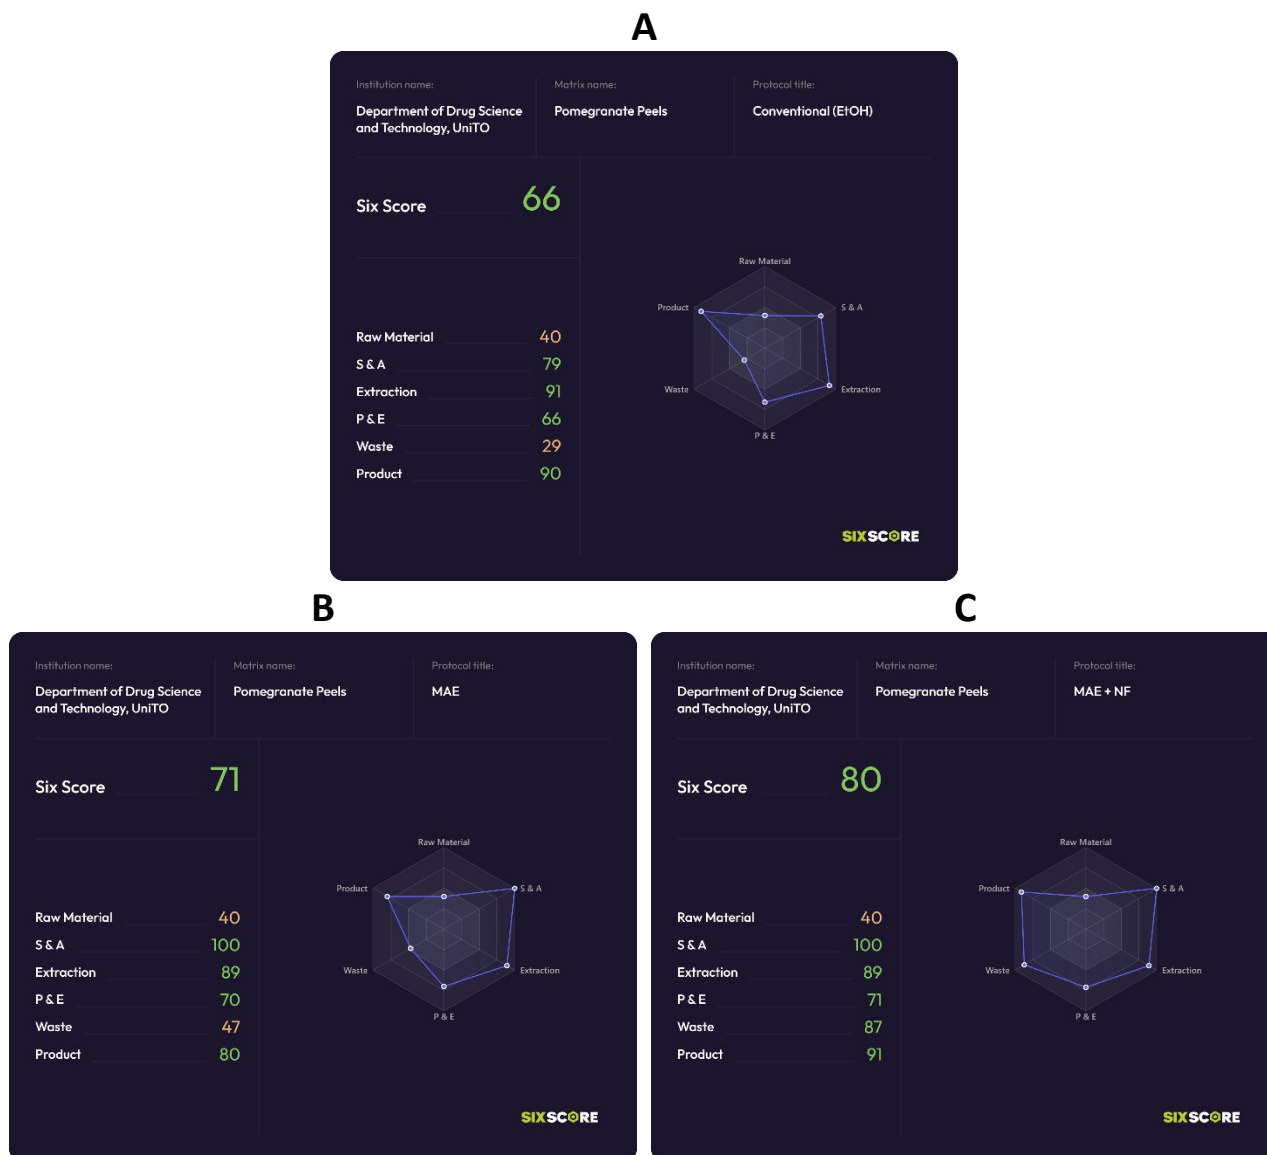 A
Institution name:
Matrix name:
Protocol title:
Department of Drug Science
and Technology, UniTO
Pomegranate Peels
Conventional (EtOH)
Six Score 66
Raw Material 40
S & A 79
Extraction 91
P & E 66
Waste 29
Product 90
Raw Material
Product
S & A
Waste
Extraction
P & E
SIXSCORE
B
Institution name:
Matrix name:
Protocol title:
Department of Drug Science
and Technology, UniTO
Pomegranate Peels
MAE
Six Score 71
Raw Material 40
S & A 100
Extraction 89
P & E 70
Waste 47
Product 80
Raw Material
Product
S & A
Waste
Extraction
P & E
SIXSCORE
C
Institution name:
Matrix name:
Protocol title:
Department of Drug Science
and Technology, UniTO
Pomegranate Peels
MAE + NF
Six Score 80
Raw Material 40
S & A 100
Extraction 89
P & E 71
Waste 87
Product 91
Raw Material
Product
S & A
Waste
Extraction
P & E
SIXSCORE